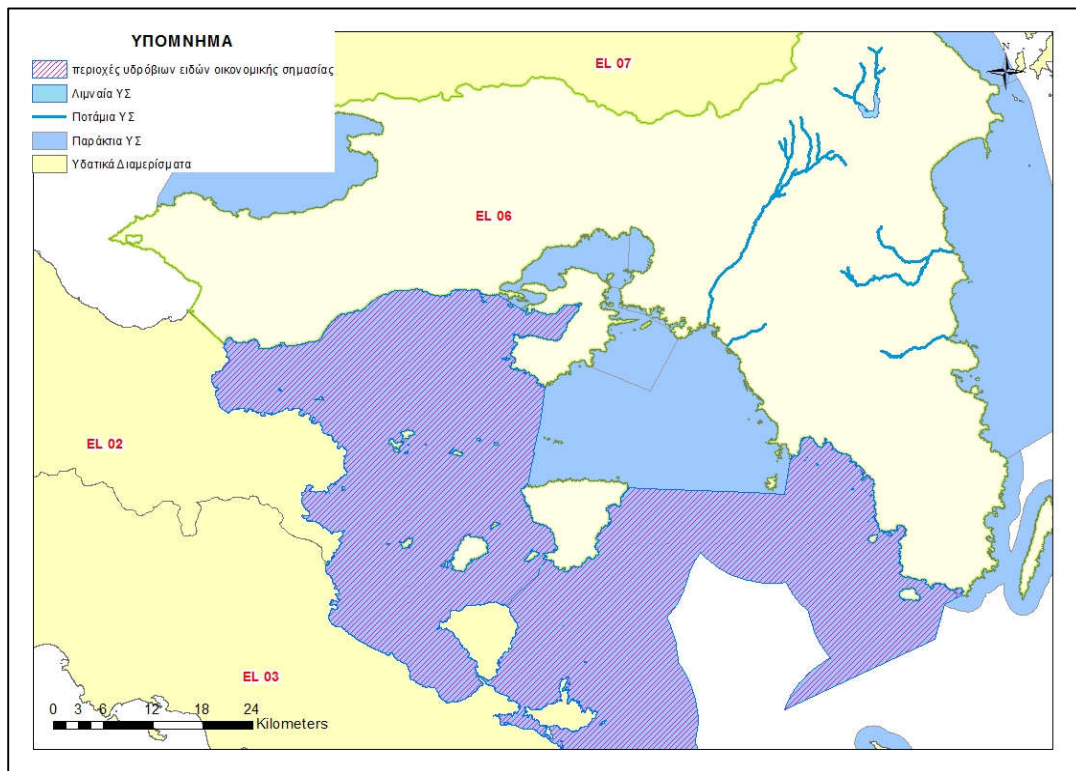 ΥΠΟΜΝΗΜΑ
περιοχές υδρόβιων ειδών οικονομικής σημασίας
Λιμναία ΥΣ
Ποτάμια ΥΣ
Παράκτια ΥΣ
Υδατικά Διαμερίσματα
N
EL 07
EL 06
EL 02
EL 03
0 3 6 12 18 24
Kilometers